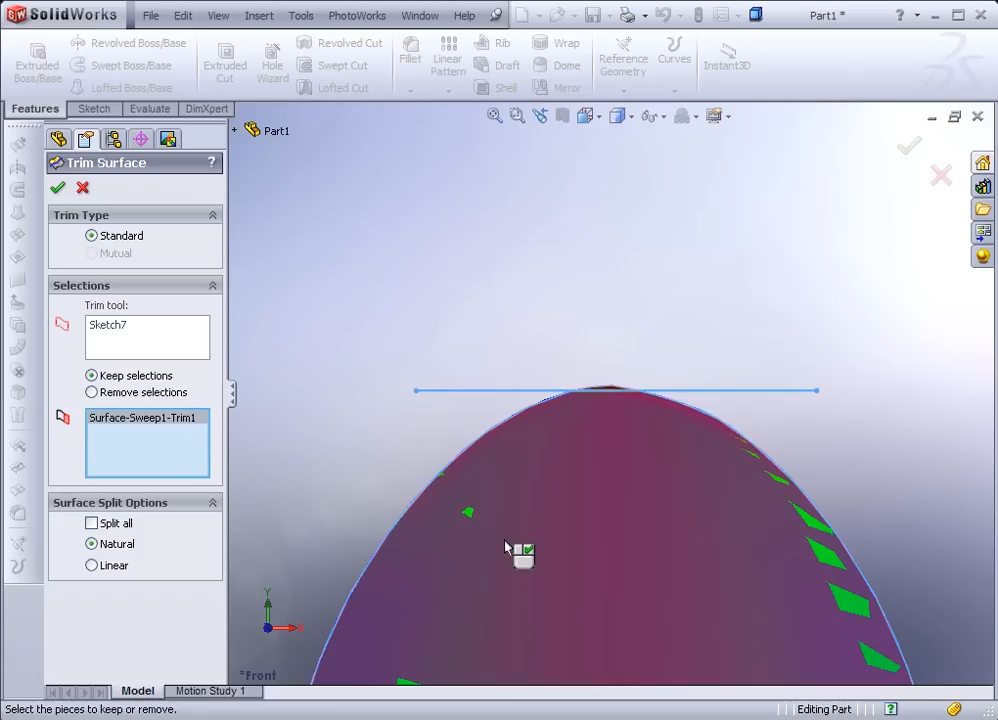 SolidWorks File Edit View Insert Tools PhotoWorks Window Help Part1 * ?
Extruded Boss/Base
Revolved Boss/Base
Swept Boss/Base
Lofted Boss/Base
Extruded Cut
Hole Wizard
Revolved Cut
Swept Cut
Lofted Cut
Fillet
Linear Pattern
Rib
Draft
Shell
Wrap
Dome
Mirror
Reference Geometry
Curves
Instant3D
Features Sketch Evaluate DimXpert
Part1
Trim Surface ?
Trim Type
Standard
Mutual
Selections
Trim tool:
Sketch7
Keep selections
Remove selections
Surface-Sweep1-Trim1
Surface Split Options
Split all
Natural
Linear
Y
X
*Front
Model Motion Study 1
Select the pieces to keep or remove. Editing Part ?